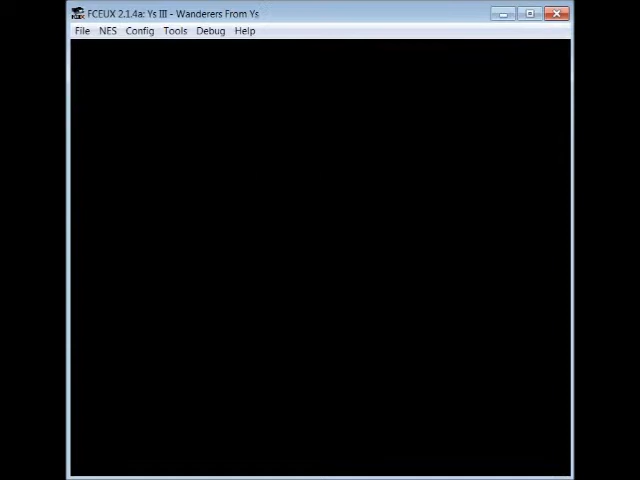 FCEUX 2.1.4a: Ys III - Wanderers From Ys
File NES Config Tools Debug Help